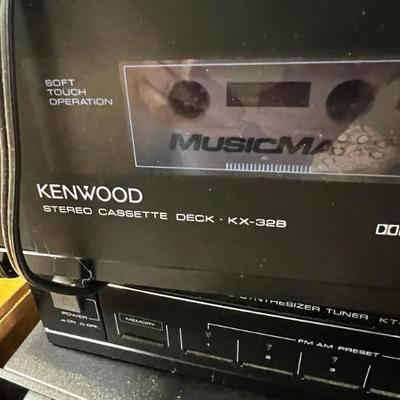 SOFT
TOUCH
OPERATION
MUSICMA
KENWOOD
STEREO CASSETTE DECK · KX-32B
SYNTHESIZER TUNER KT
POWER
ON OFF
MEMORY
FM AM PRESET
1 2 3